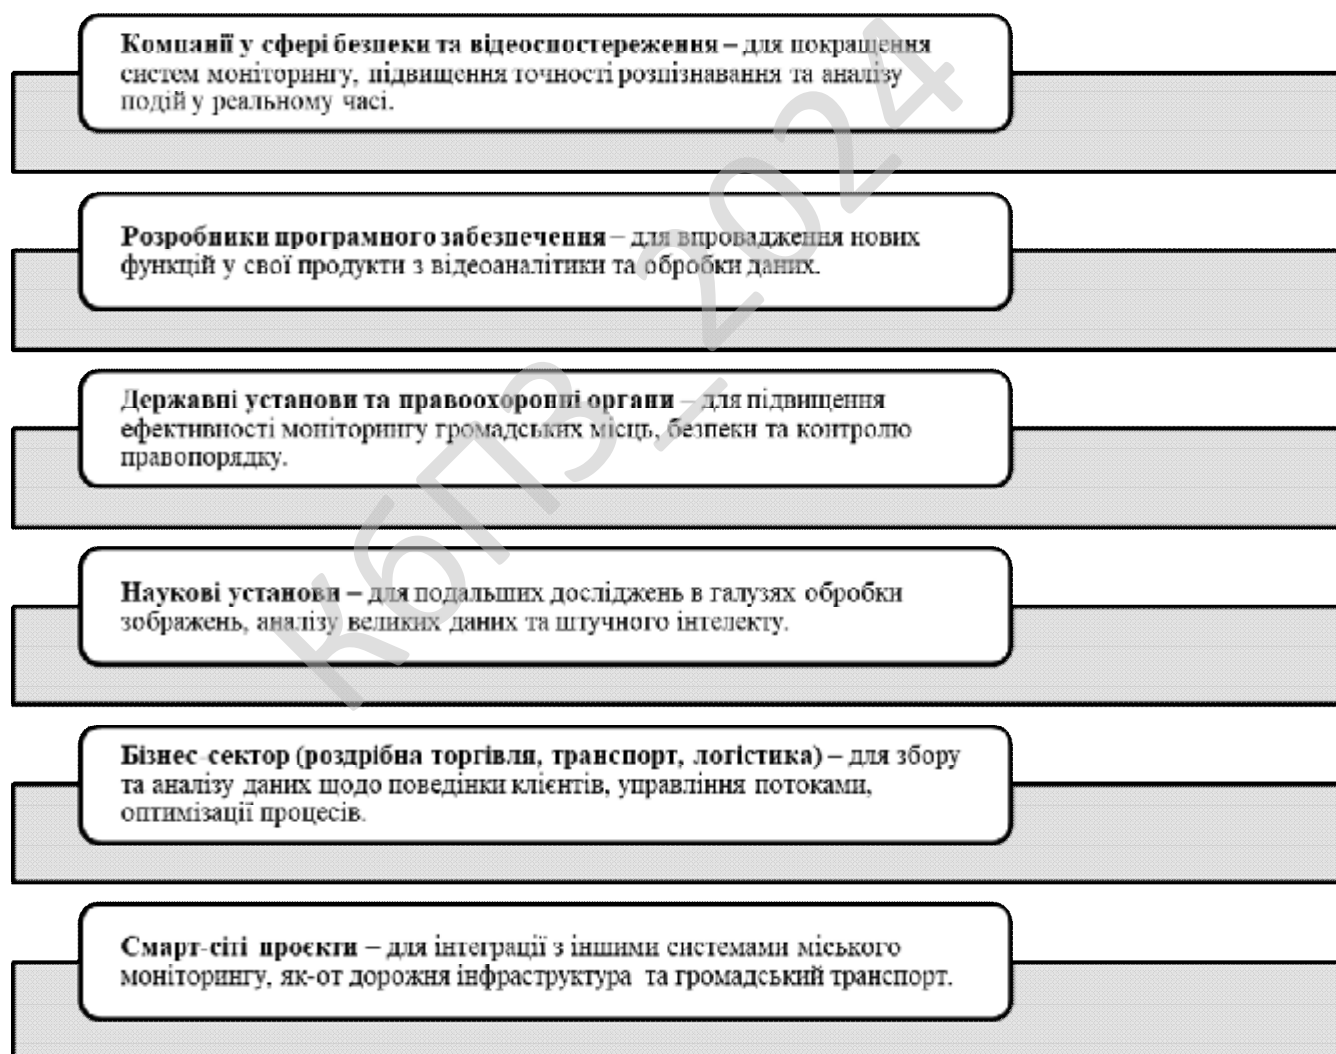 Компанії у сфері безпеки та відеоспостереження – для покращення
систем моніторингу, підвищення точності розпізнавання та аналізу
подій у реальному часі.
Розробники програмного забезпечення – для впровадження нових
функцій у свої продукти з відеоаналітики та обробки даних.
Державні установи та правоохоронні органи – для підвищення
ефективності моніторингу громадських місць, безпеки та контролю
правопорядку.
Наукові установи – для подальших досліджень в галузях обробки
зображень, аналізу великих даних та штучного інтелекту.
Бізнес-сектор (роздрібна торгівля, транспорт, логістика) – для збору
та аналізу даних щодо поведінки клієнтів, управління потоками,
оптимізації процесів.
Смарт-сіті проєкти – для інтеграції з іншими системами міського
моніторингу, як-от дорожня інфраструктура та громадський транспорт.
КбПЗ_2024